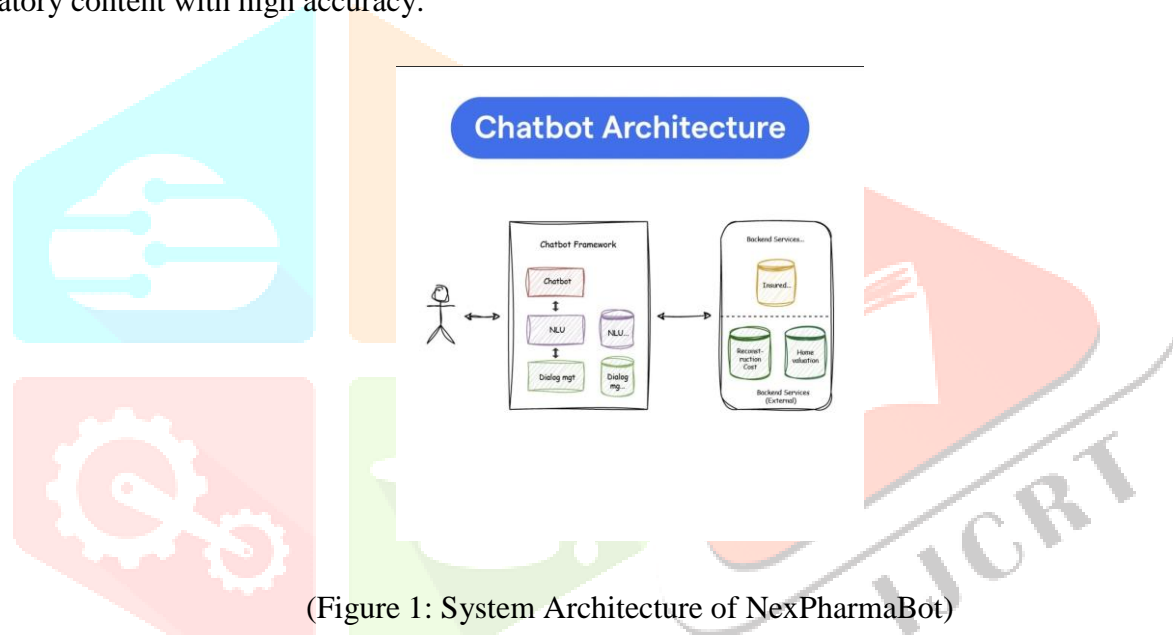 atory content with high accuracy.
Chatbot Architecture
Chatbot Framework
Chatbot
NLU
NLU...
Dialog mgt
Dialog
mg...
Backend Services...
Insured...
Reconst-
ruction
Cost
Home
valuation
Backend Services
(External)
IJCRT
(Figure 1: System Architecture of NexPharmaBot)